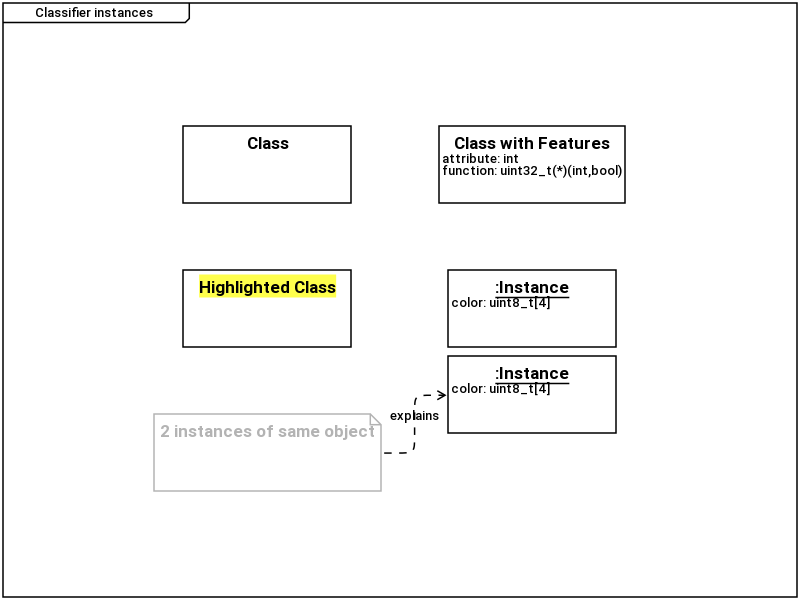 Classifier instances
Class
Class with Features
attribute: int
function: uint32_t(*)(int,bool)
Highlighted Class
:Instance
color: uint8_t[4]
:Instance
color: uint8_t[4]
explains
2 instances of same object